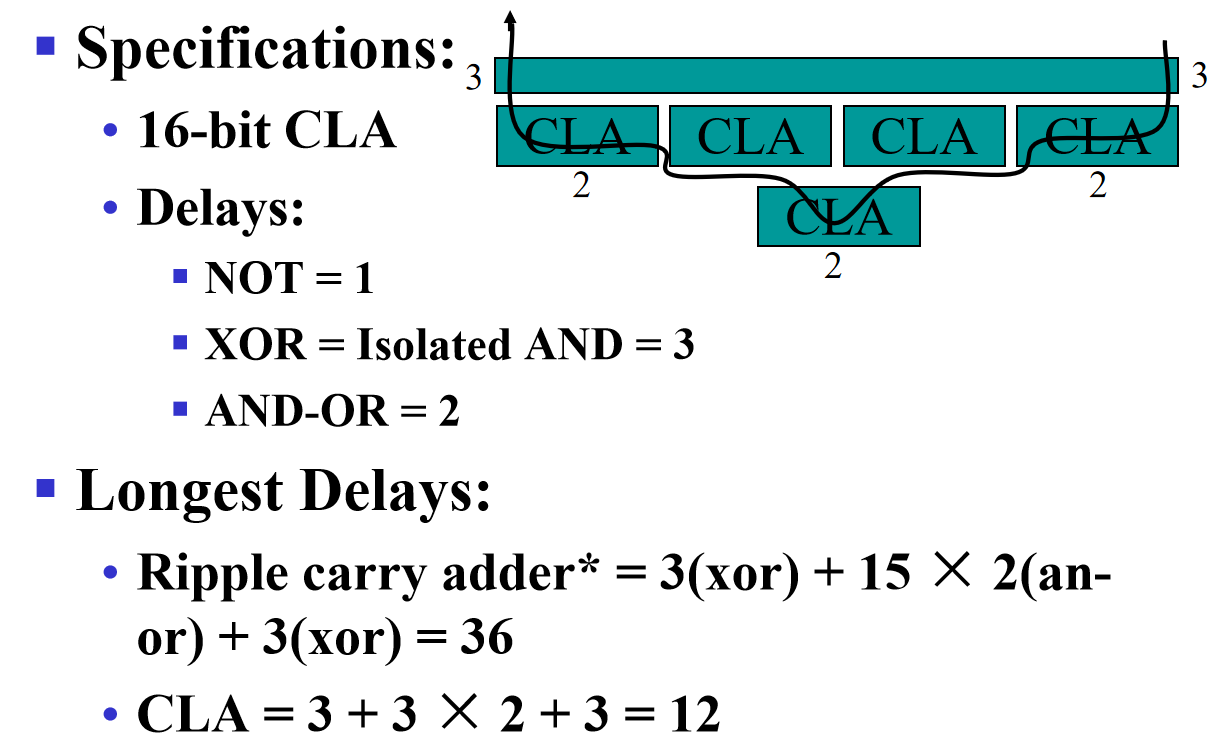 Specifications:
3
3
16-bit CLA
CLA
CLA
CLA
CLA
2
2
Delays:
CLA
2
NOT = 1
XOR = Isolated AND = 3
AND-OR = 2
Longest Delays:
Ripple carry adder* = 3(xor) + 15 × 2(an-
or) + 3(xor) = 36
CLA = 3 + 3 × 2 + 3 = 12